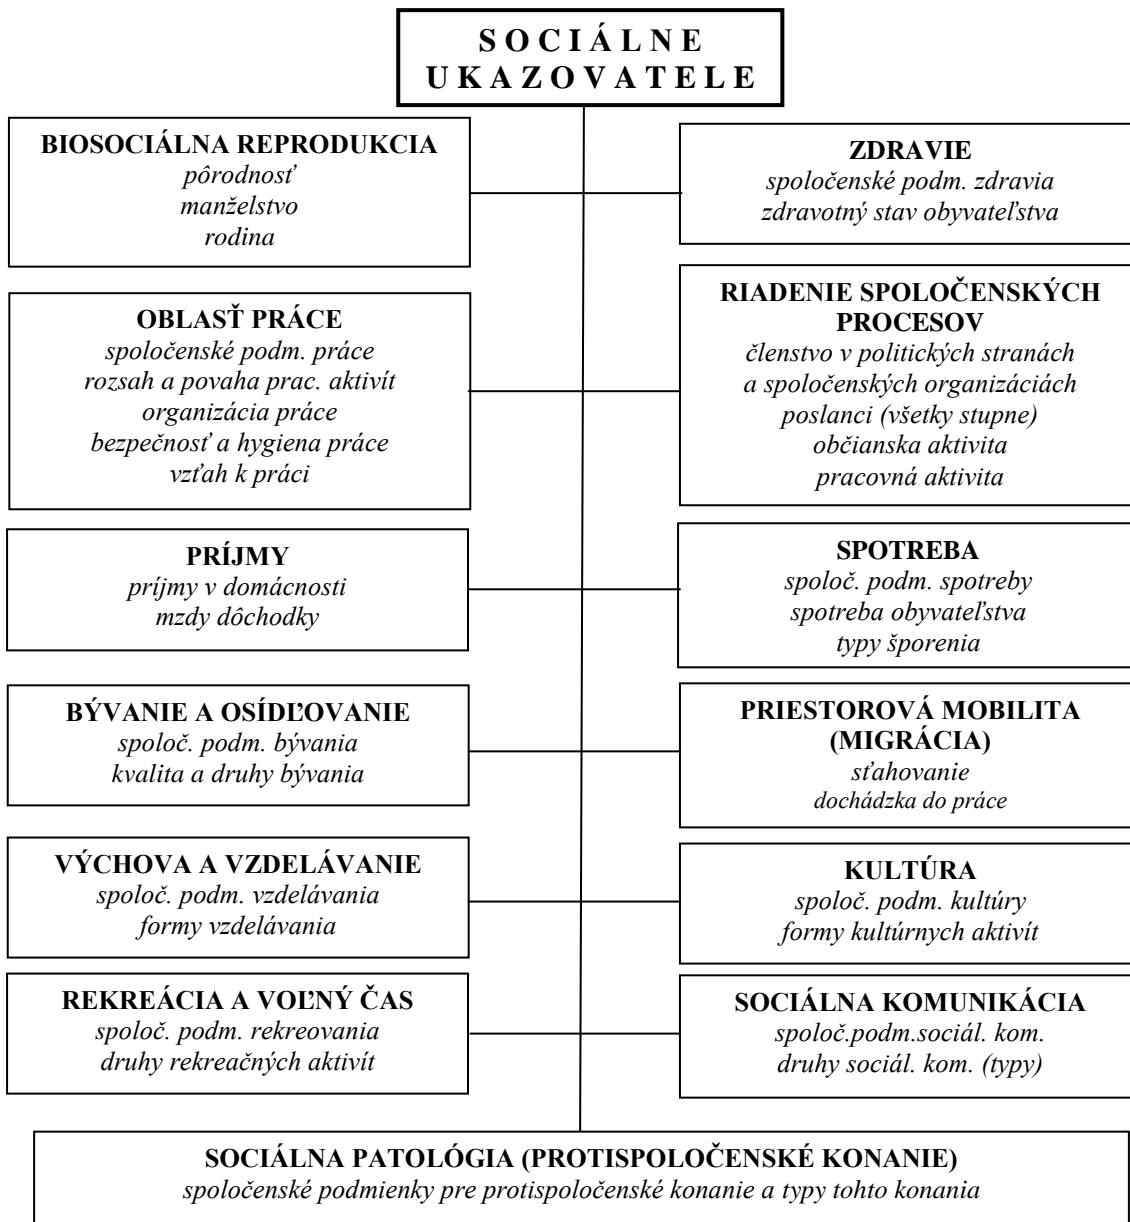 SOCIÁLNE
UKAZOVATELE
BIOSOCIÁLNA REPRODUKCIA
pôrodnosť
manželstvo
rodina
ZDRAVIE
spoločenské podm. zdravia
zdravotný stav obyvateľstva
OBLASŤ PRÁCE
spoločenské podm. práce
rozsah a povaha prac. aktivít
organizácia práce
bezpečnosť a hygiena práce
vzťah k práci
RIADENIE SPOLOČENSKÝCH
PROCESOV
členstvo v politických stranách
a spoločenských organizáciách
poslanci (všetky stupne)
občianska aktivita
pracovná aktivita
PRÍJMY
príjmy v domácnosti
mzdy dôchodky
SPOTREBA
spoloč. podm. spotreby
spotreba obyvateľstva
typy šporenia
BÝVANIE A OSÍDĽOVANIE
spoloč. podm. bývania
kvalita a druhy bývania
PRIESTOROVÁ MOBILITA
(MIGRÁCIA)
sťahovanie
dochádzka do práce
VÝCHOVA A VZDELÁVANIE
spoloč. podm. vzdelávania
formy vzdelávania
KULTÚRA
spoloč. podm. kultúry
formy kultúrnych aktivít
REKREÁCIA A VOĽNÝ ČAS
spoloč. podm. rekreovania
druhy rekreačných aktivít
SOCIÁLNA KOMUNIKÁCIA
spoloč.podm.sociál. kom.
druhy sociál. kom. (typy)
SOCIÁLNA PATOLÓGIA (PROTISPOLOČENSKÉ KONANIE)
spoločenské podmienky pre protispoločenské konanie a typy tohto konania